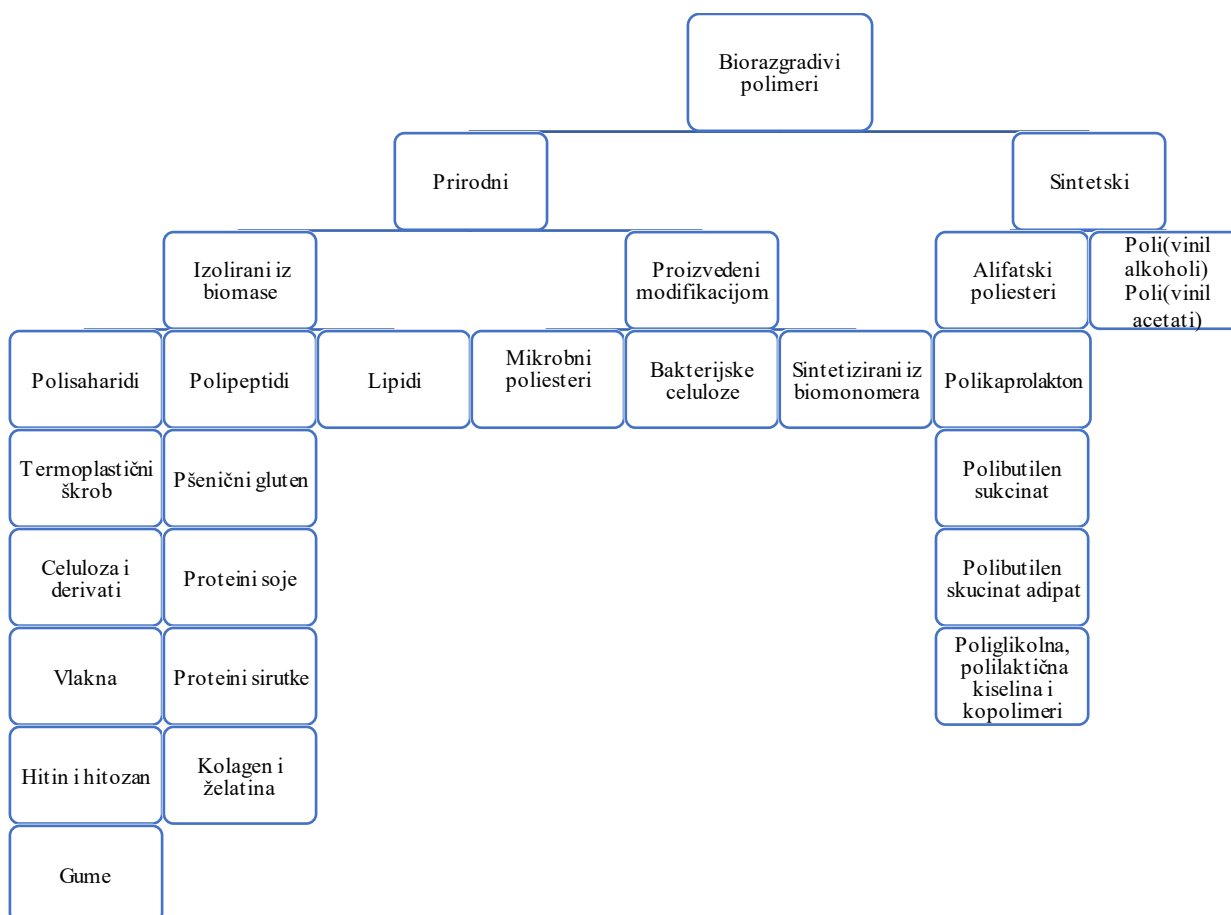 Biorazgradivi
polimeri
Prirodni
Sintetski
Izolirani iz
biomase
Proizvedeni
modifikacijom
Alifatski
poliesteri
Poli(vinil
alkoholi)
Poli(vinil
acetati)
Polisaharidi
Polipeptidi
Lipidi
Mikrobni
poliesteri
Bakterijske
celuloze
Sintetizirani iz
biomonomera
Polikaprolakton
Termoplastični
škrob
Pšenični gluten
Polibutilen
sukcinat
Celuloza i
derivati
Proteini soje
Polibutilen
skucinat adipat
Vlakna
Proteini sirutke
Poliglikolna,
polilaktična
kiselina i
kopolimeri
Hitin i hitozan
Kolagen i
želatina
Gume